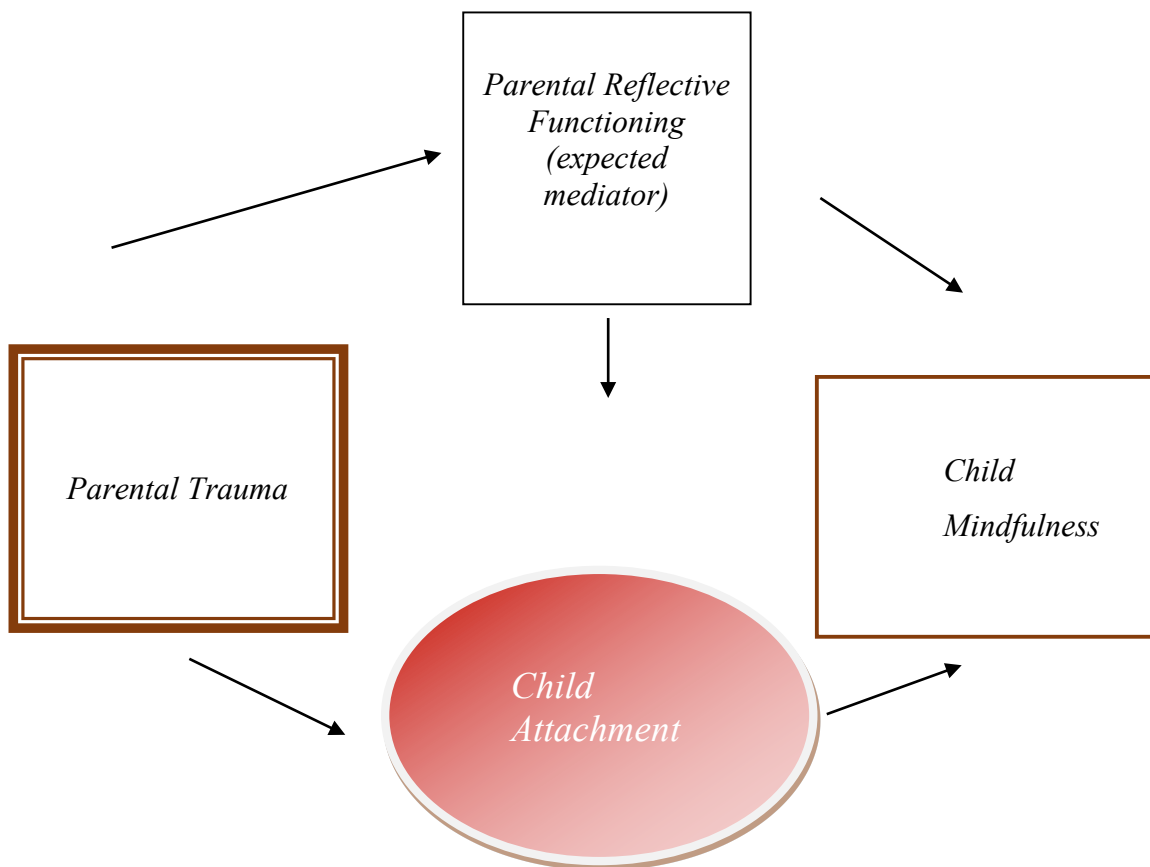 Parental Reflective
Functioning
(expected
mediator)
Parental Trauma
Child
Mindfulness
Child
Attachment